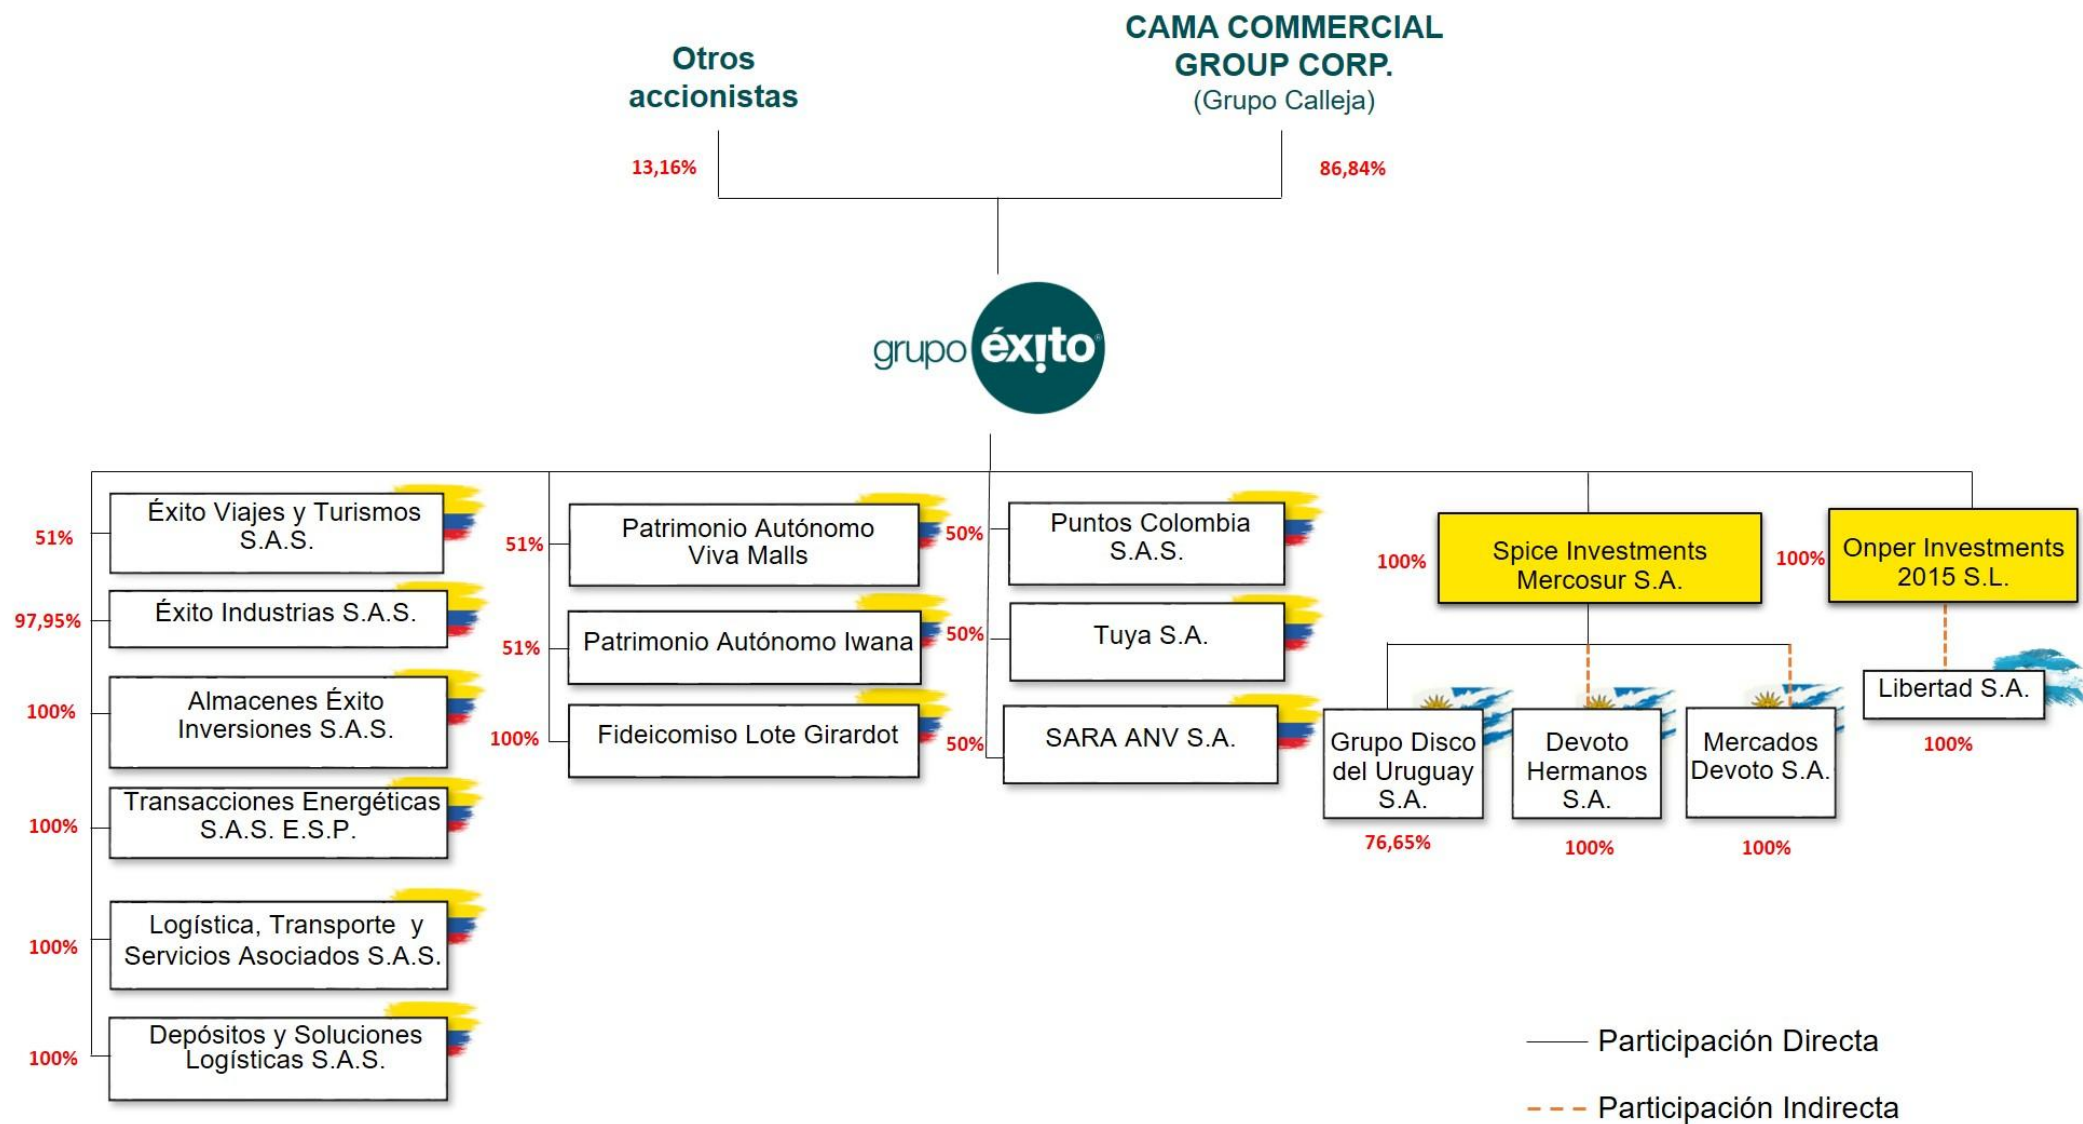 Otros
accionistas
CAMA COMMERCIAL
GROUP CORP.
(Grupo Calleja)
13,16%
86,84%
grupo éxito®
51%
Éxito Viajes y Turismos
S.A.S.
97,95%
Éxito Industrias S.A.S.
100%
Almacenes Éxito
Inversiones S.A.S.
100%
Transacciones Energéticas
S.A.S. E.S.P.
100%
Logística, Transporte y
Servicios Asociados S.A.S.
100%
Depósitos y Soluciones
Logísticas S.A.S.
51%
Patrimonio Autónomo
Viva Malls
51%
Patrimonio Autónomo Iwana
100%
Fideicomiso Lote Girardot
50%
Puntos Colombia
S.A.S.
50%
Tuya S.A.
50%
SARA ANV S.A.
100%
Spice Investments
Mercosur S.A.
Grupo Disco
del Uruguay
S.A.
76,65%
Devoto
Hermanos
S.A.
100%
Mercados
Devoto S.A.
100%
100%
Onper Investments
2015 S.L.
Libertad S.A.
100%
Participación Directa
Participación Indirecta